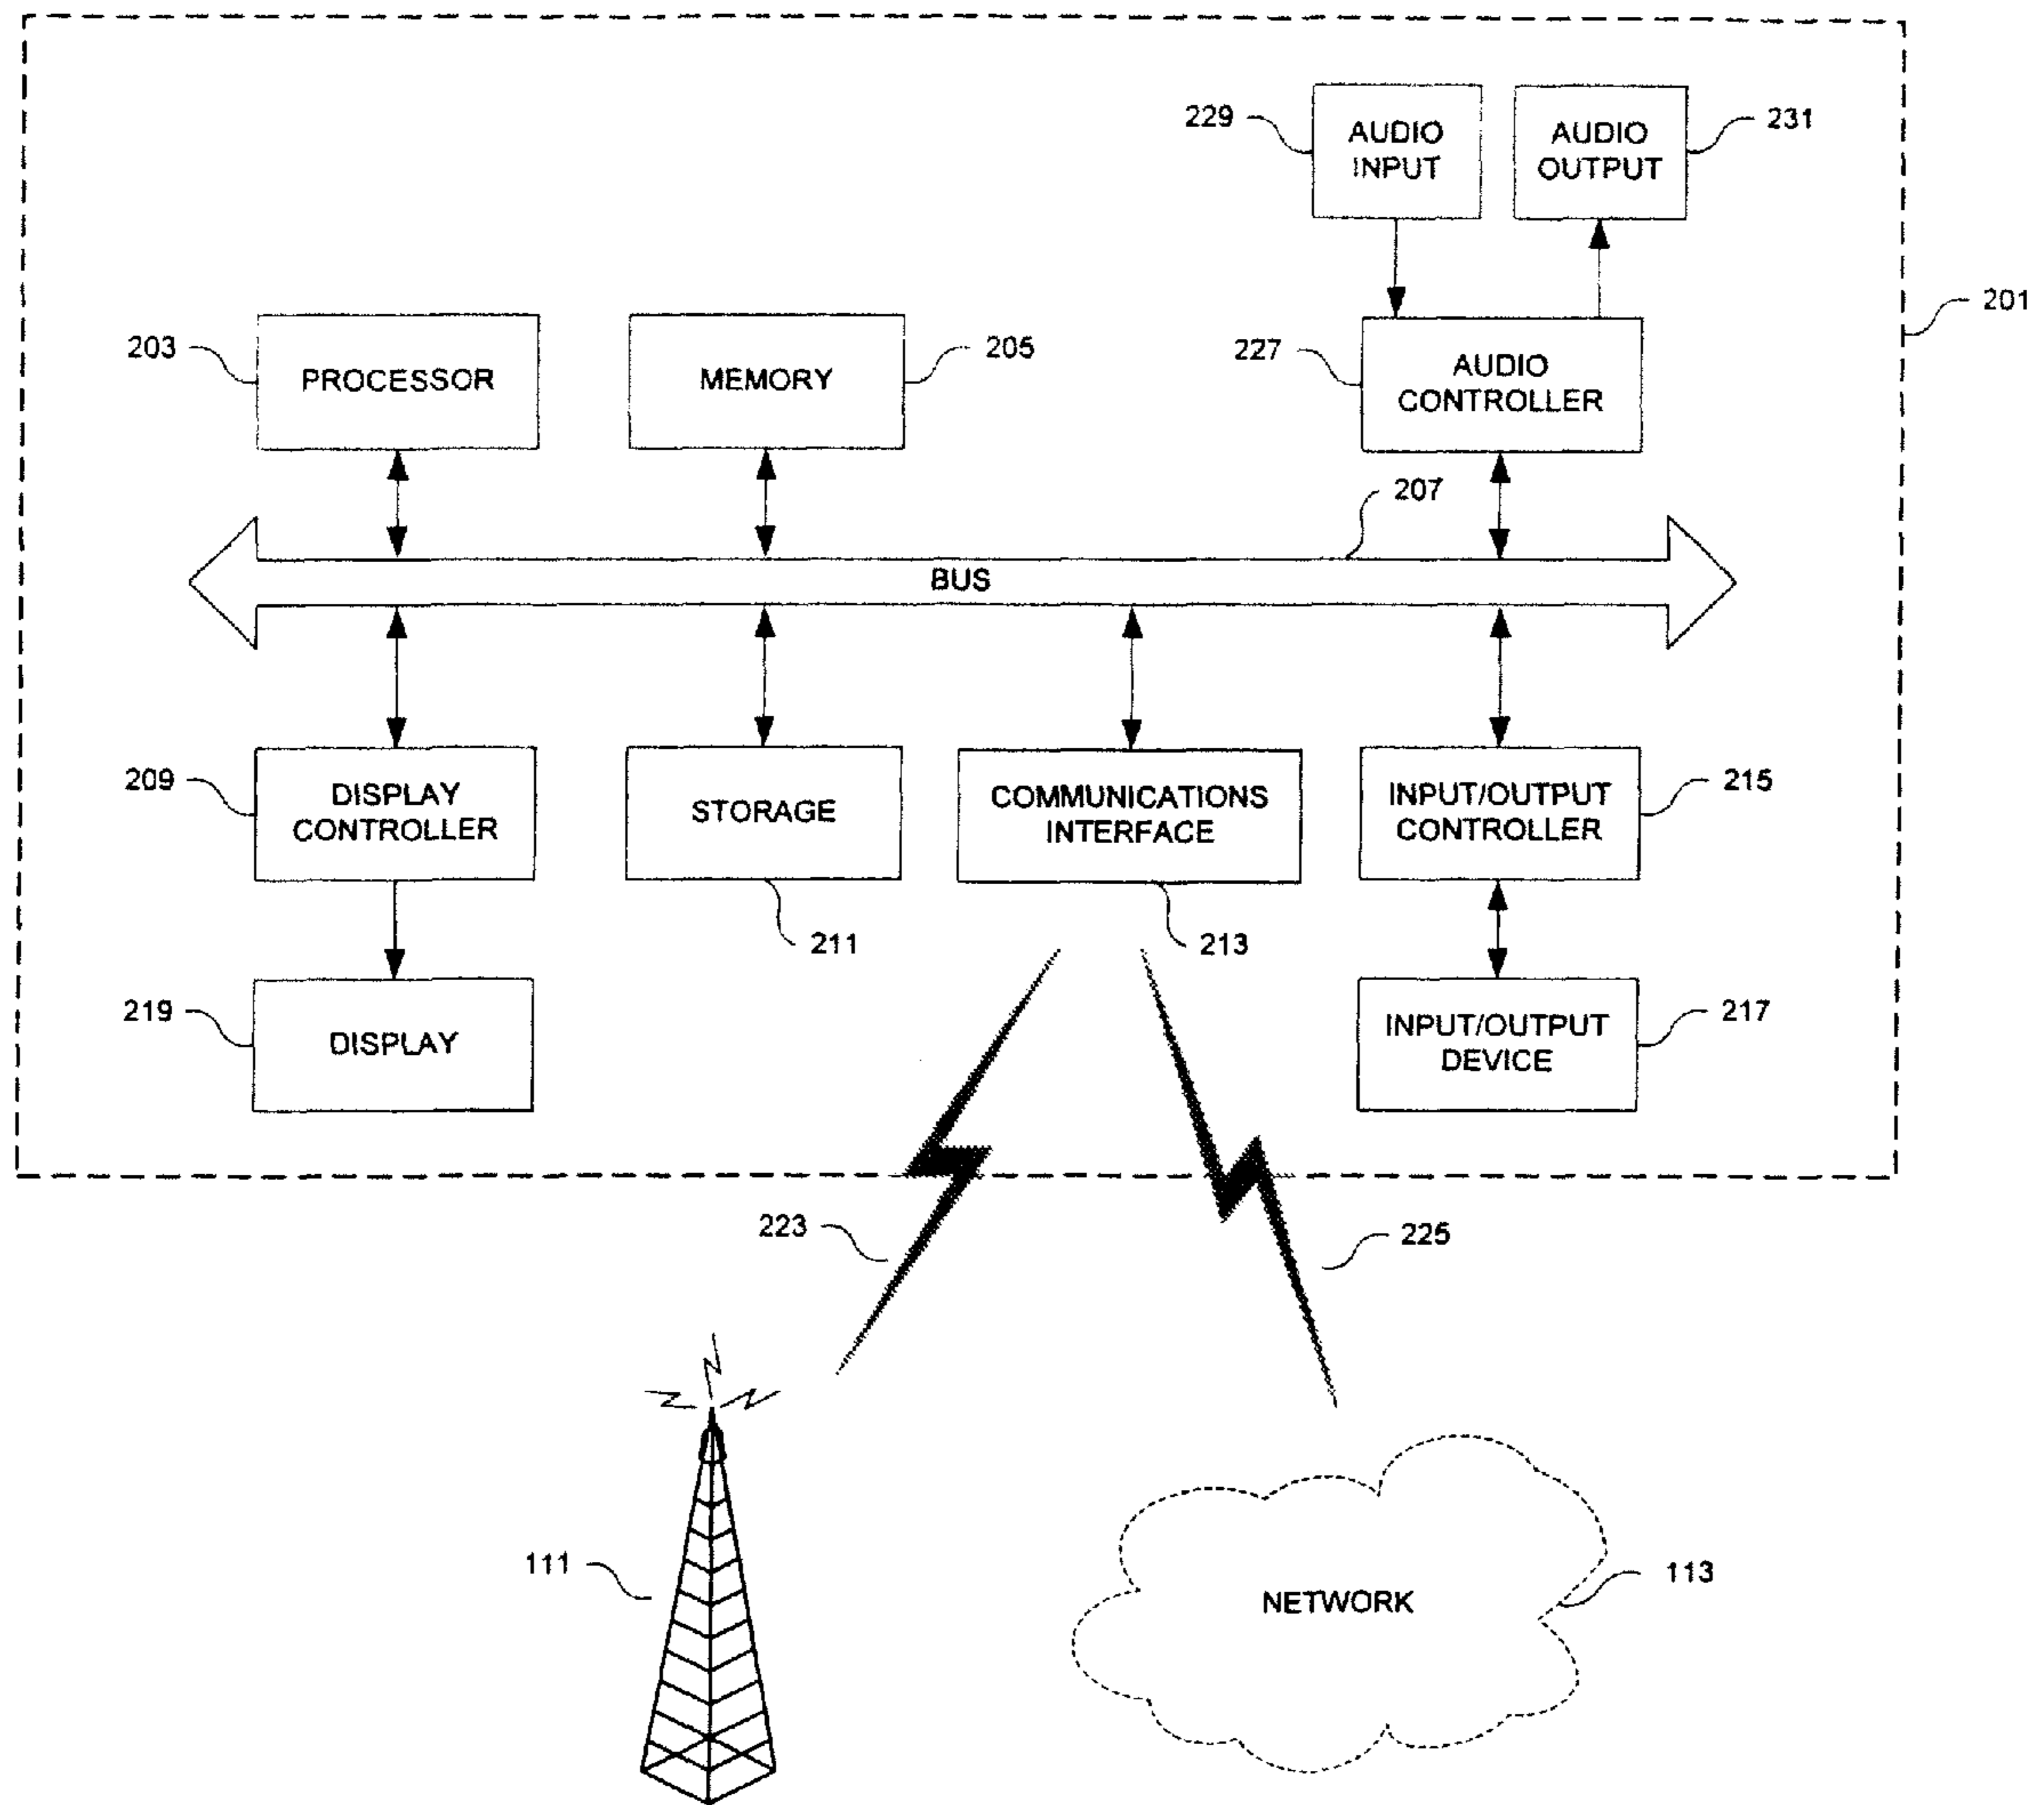 229
AUDIO
INPUT
AUDIO
OUTPUT
231
201
203
PROCESSOR
MEMORY
205
227
AUDIO
CONTROLLER
207
BUS
209
DISPLAY
CONTROLLER
STORAGE
COMMUNICATIONS
INTERFACE
INPUT/OUTPUT
CONTROLLER
215
211
213
219
DISPLAY
INPUT/OUTPUT
DEVICE
217
223
225
111
NETWORK
113